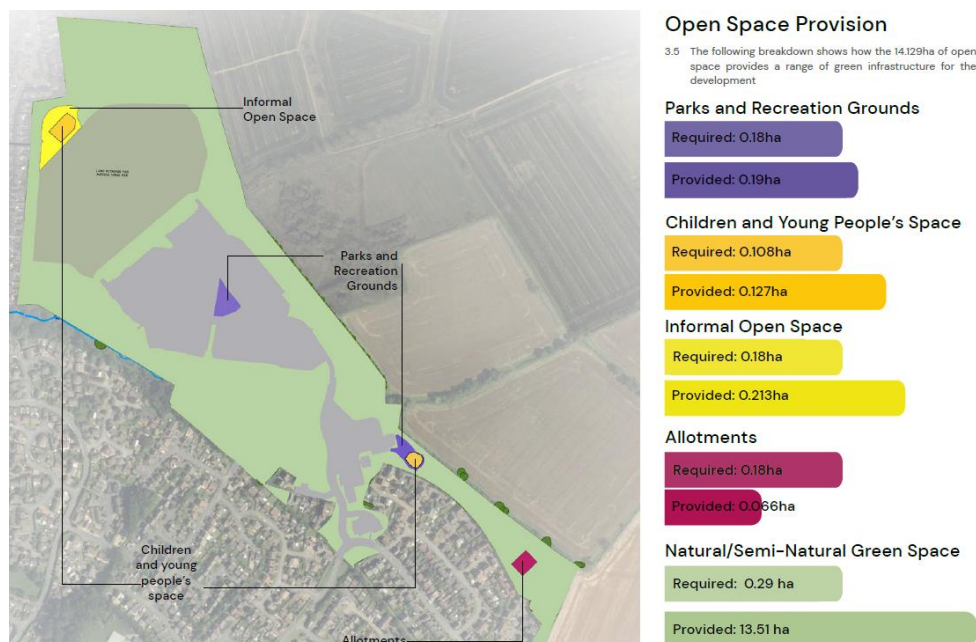 Informal
Open Space
Parks and
Recreation
Grounds
Children
and young
people's
space
Allotments
Open Space Provision
3.5 The following breakdown shows how the 14.129ha of open
space provides a range of green infrastructure for the
development
Parks and Recreation Grounds
Required: 0.18ha
Provided: 0.19ha
Children and Young People's Space
Required: 0.108ha
Provided: 0.127ha
Informal Open Space
Required: 0.18ha
Provided: 0.213ha
Allotments
Required: 0.18ha
Provided: 0.066ha
Natural/Semi-Natural Green Space
Required: 0.29 ha
Provided: 13.51 ha